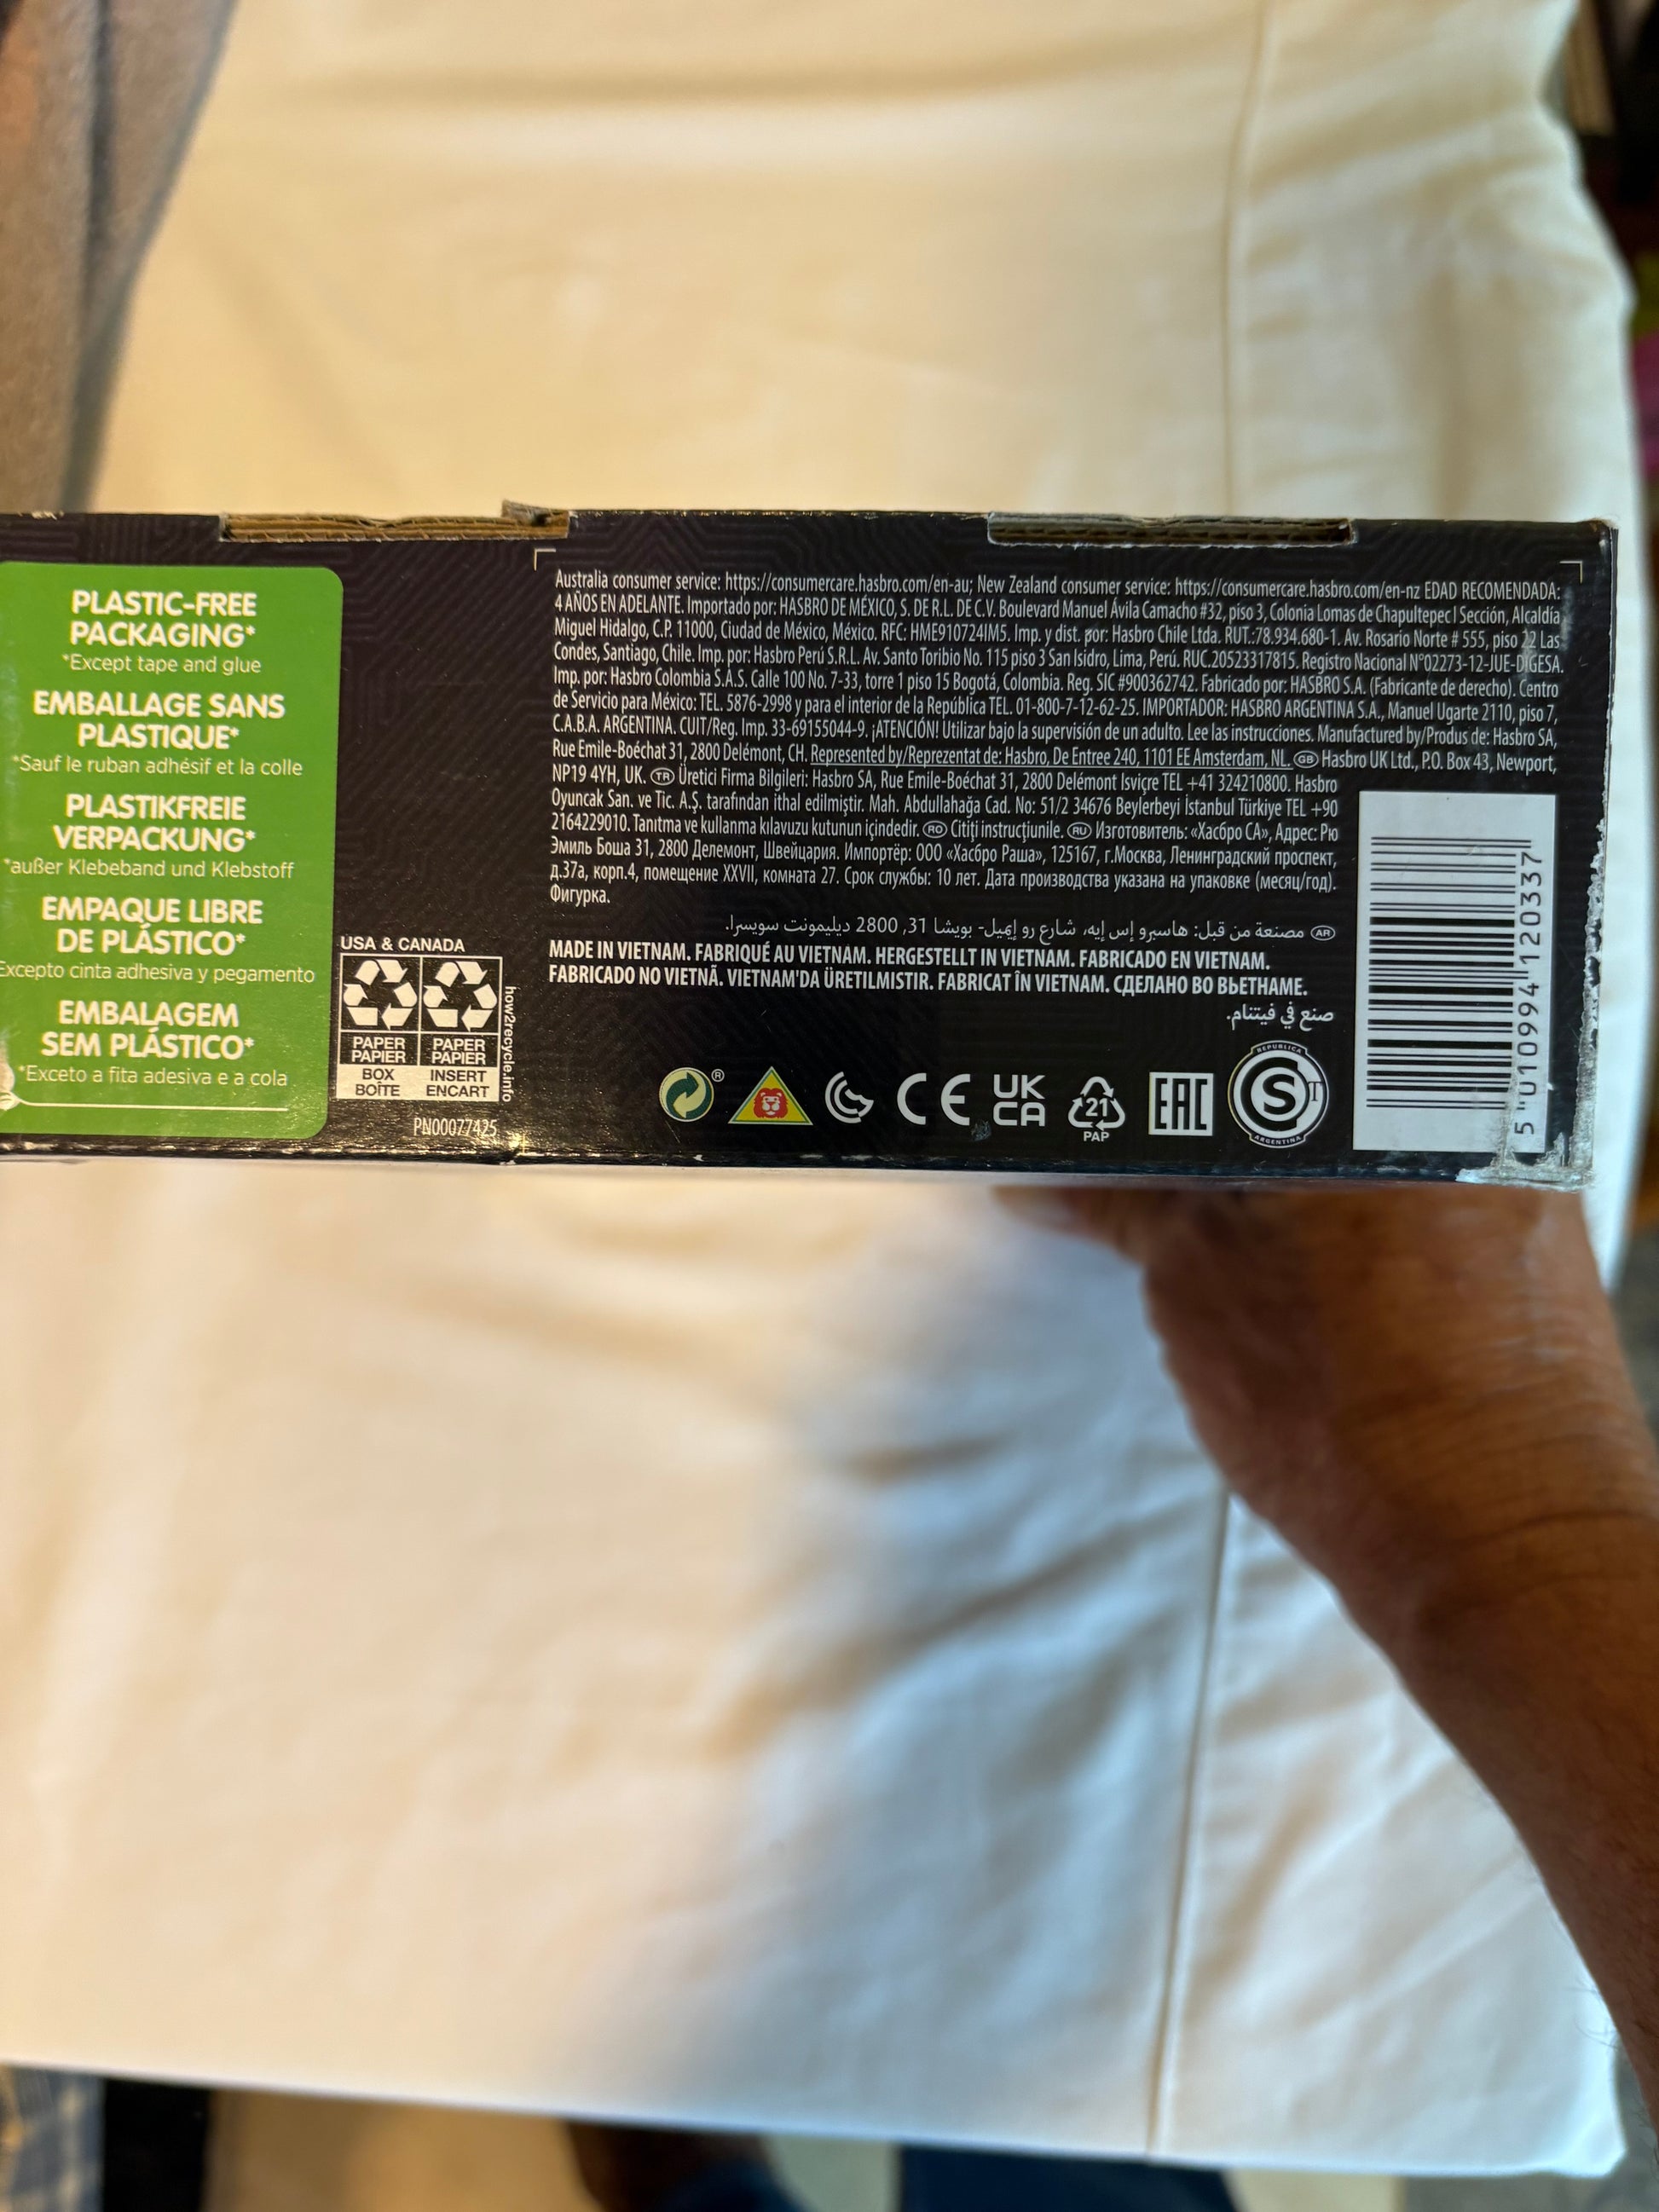 PLASTIC-FREE
PACKAGING*
*Except tape and glue
EMBALLAGE SANS
PLASTIQUE*
*Sauf le ruban adhésif et la colle
PLASTIKFREIE
VERPACKUNG*
*außer Klebeband und Klebstoff
EMPAQUE LIBRE
DE PLÁSTICO*
Excepto cinta adhesiva y pegamento
EMBALAGEM
SEM PLÁSTICO*
*Exceto a fita adesiva e a cola
USA & CANADA
PAPER PAPER
PAPIER PAPIER
BOX INSERT
BOÎTE ENCART
how2recycle.info
PN00077425
Australia consumer service: https://consumercare.hasbro.com/en-au; New Zealand consumer service: https://consumercare.hasbro.com/en-nz EDAD RECOMENDADA:
4 AÑOS EN ADELANTE. Importado por: HASBRO DE MÉXICO, S. DE R.L. DE C.V. Boulevard Manuel Ávila Camacho #32, piso 3, Colonia Lomas de Chapultepec I Sección, Alcaldía
Miguel Hidalgo, C.P. 11000, Ciudad de México, México. RFC: HME910724IM5. Imp. y dist. por: Hasbro Chile Ltda. RUT.:78.934.680-1. Av. Rosario Norte # 555, piso 22 Las
Condes, Santiago, Chile. Imp. por: Hasbro Perú S.R.L. Av. Santo Toribio No. 115 piso 3 San Isidro, Lima, Perú. RUC.20523317815. Registro Nacional N°02273-12-JUE-DIGESA.
Imp. por: Hasbro Colombia S.A.S. Calle 100 No. 7-33, torre 1 piso 15 Bogotá, Colombia. Reg. SIC #900362742. Fabricado por: HASBRO S.A. (Fabricante de derecho). Centro
de Servicio para México: TEL. 5876-2998 y para el interior de la República TEL. 01-800-7-12-62-25. IMPORTADOR: HASBRO ARGENTINA S.A., Manuel Ugarte 2110, piso 7,
C.A.B.A. ARGENTINA. CUIT/Reg. Imp. 33-69155044-9. ¡ATENCIÓN! Utilizar bajo la supervisión de un adulto. Lee las instrucciones. Manufactured by/Produs de: Hasbro SA,
Rue Emile-Boéchat 31, 2800 Delémont, CH. Represented by/Reprezentat de: Hasbro, De Entree 240, 1101 EE Amsterdam, NL. GB Hasbro UK Ltd., P.O. Box 43, Newport,
NP19 4YH, UK. TR Üretici Firma Bilgileri: Hasbro SA, Rue Emile-Boéchat 31, 2800 Delémont Isviçre TEL +41 324210800. Hasbro
Oyuncak San. ve Tic. A.Ş. tarafından ithal edilmiştir. Mah. Abdullahağa Cad. No: 51/2 34676 Beylerbeyi İstanbul Türkiye TEL +90
2164229010. Tanıtma ve kullanma kılavuzu kutunun içindedir. RO Citiți instrucțiunile. RU Изготовитель: «Хасбро СА», Адрес: Рю
Эмиль Боша 31, 2800 Делемонт, Швейцария. Импортёр: ООО «Хасбро Раша», 125167, г.Москва, Ленинградский проспект,
д.37а, корп.4, помещение XXVII, комната 27. Срок службы: 10 лет. Дата производства указана на упаковке (месяц/год).
Фигурка.
AR مصنعة من قبل: هاسبرو إس إيه، شارع رو إيميل- بويشا 31, 2800 ديليمونت سويسرا.
MADE IN VIETNAM. FABRIQUÉ AU VIETNAM. HERGESTELLT IN VIETNAM. FABRICADO EN VIETNAM.
FABRICADO NO VIETNÃ. VIETNAM'DA ÜRETILMISTIR. FABRICAT ÎN VIETNAM. СДЕЛАНО ВО ВЬЕТНАМЕ.
صنع في فيتنام.
® CE UK
CA 21
PAP EAC REPUBLICA
S T
ARGENTINA
5 010994 120337